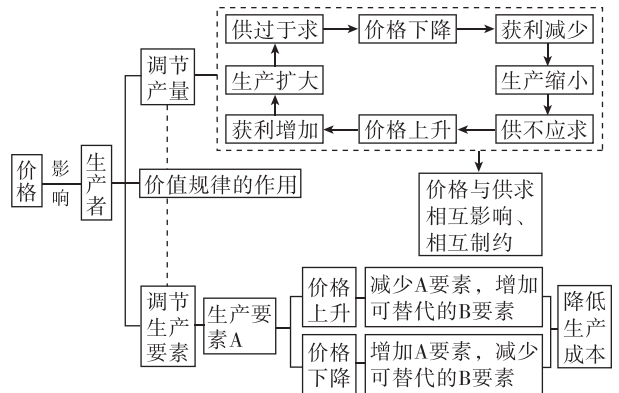 供过于求
价格下降
获利减少
调节
产量
生产扩大
生产缩小
获利增加
价格上升
供不应求
价格
影响
生产者
价值规律的作用
价格与供求
相互影响、
相互制约
调节
生产
要素
生产要
素A
价格
上升
减少A要素，增加
可替代的B要素
价格
下降
增加A要素，减少
可替代的B要素
降低
生产
成本